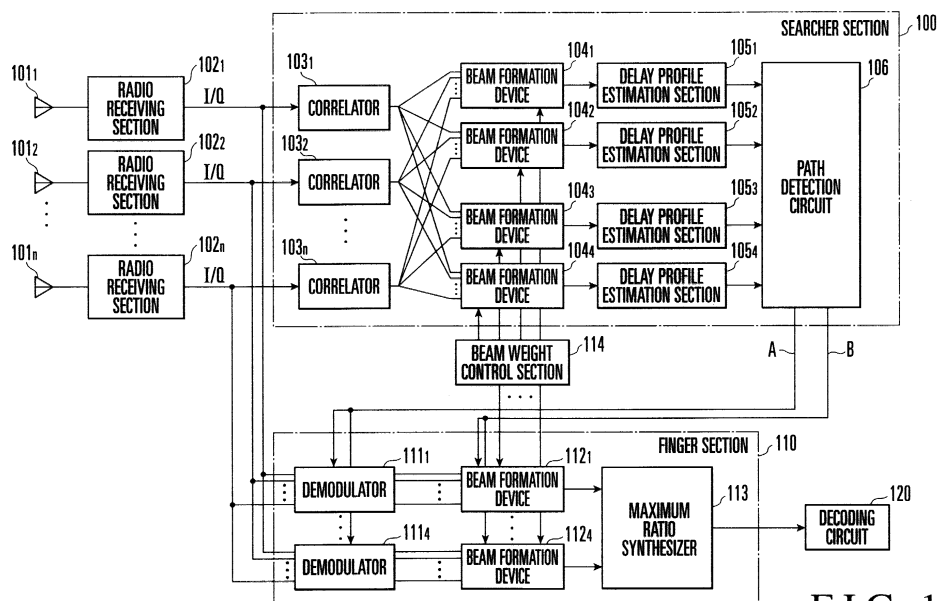 SEARCHER SECTION
100
101₁
102₁
RADIO
RECEIVING
SECTION
I/Q
103₁
CORRELATOR
104₁
BEAM FORMATION
DEVICE
105₁
DELAY PROFILE
ESTIMATION SECTION
106
PATH
DETECTION
CIRCUIT
101₂
102₂
RADIO
RECEIVING
SECTION
I/Q
103₂
CORRELATOR
104₂
BEAM FORMATION
DEVICE
105₂
DELAY PROFILE
ESTIMATION SECTION
104₃
BEAM FORMATION
DEVICE
105₃
DELAY PROFILE
ESTIMATION SECTION
101n
102n
RADIO
RECEIVING
SECTION
I/Q
103n
CORRELATOR
104₄
BEAM FORMATION
DEVICE
105₄
DELAY PROFILE
ESTIMATION SECTION
114
BEAM WEIGHT
CONTROL SECTION
A
B
FINGER SECTION
110
111₁
DEMODULATOR
112₁
BEAM FORMATION
DEVICE
113
MAXIMUM
RATIO
SYNTHESIZER
120
DECODING
CIRCUIT
111₄
DEMODULATOR
112₄
BEAM FORMATION
DEVICE
FIG. 1